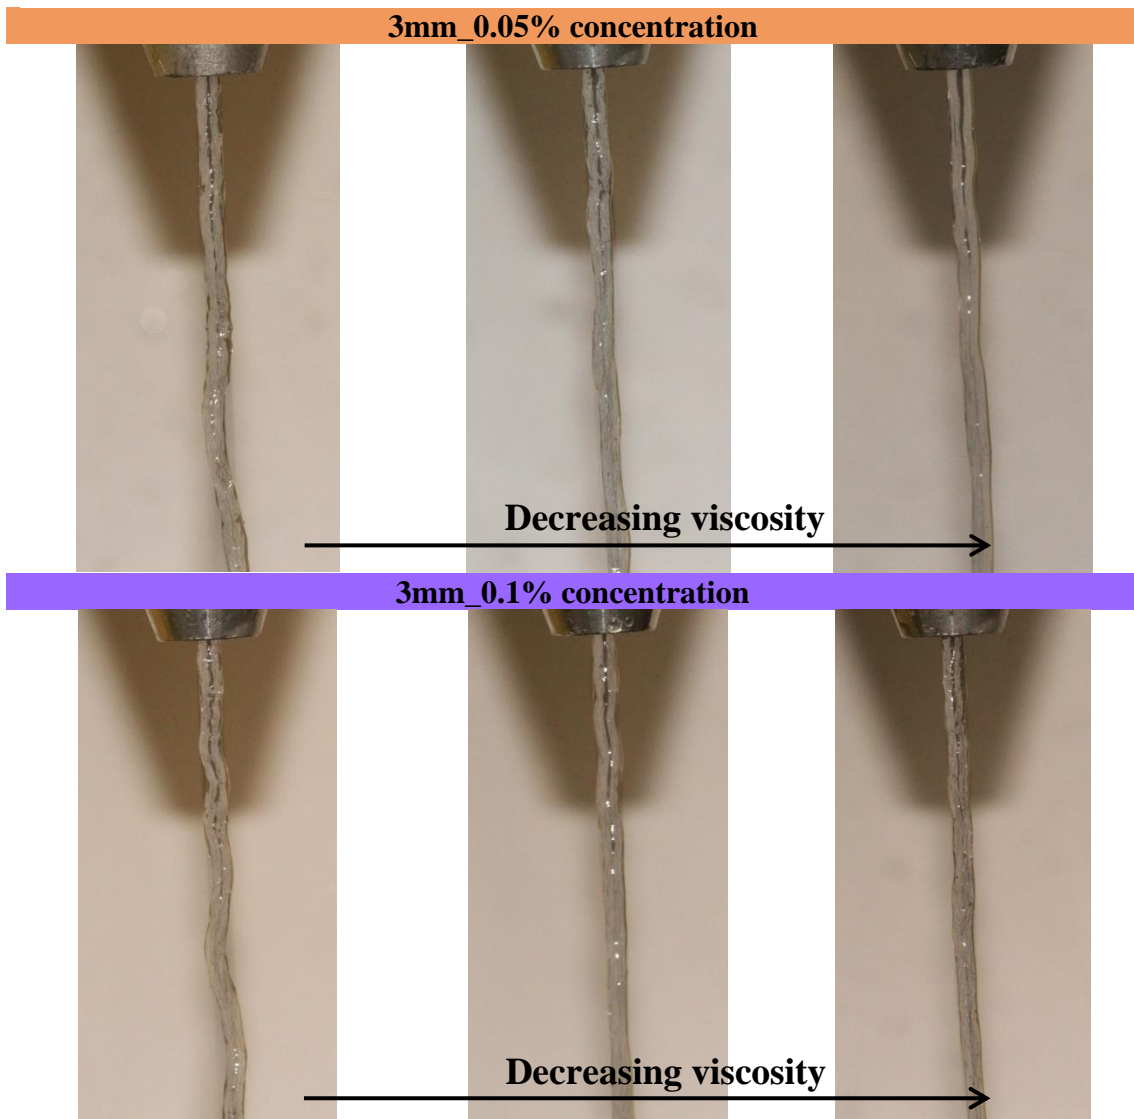 3mm_0.05% concentration
Decreasing viscosity
3mm_0.1% concentration
Decreasing viscosity